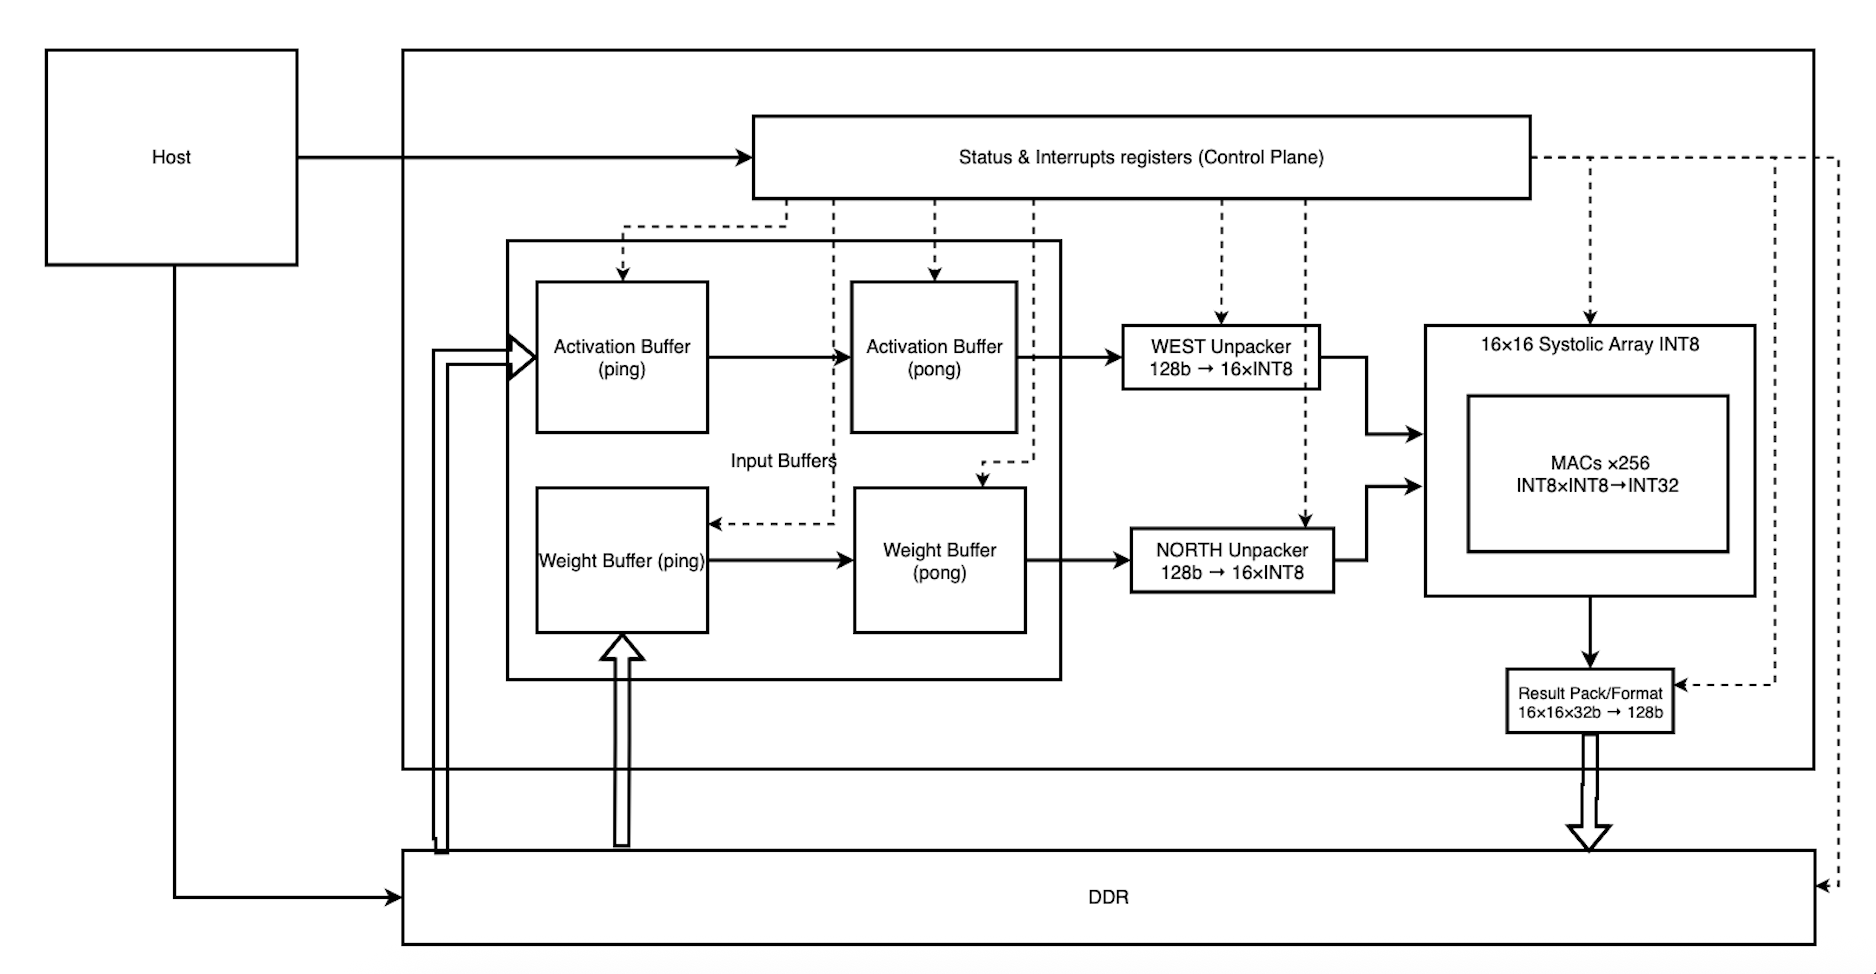 Host
Status & Interrupts registers (Control Plane)
Activation Buffer
(ping)
Activation Buffer
(pong)
WEST Unpacker
128b → 16×INT8
16×16 Systolic Array INT8
MACs ×256
INT8×INT8→INT32
Input Buffers
Weight Buffer (ping)
Weight Buffer
(pong)
NORTH Unpacker
128b → 16×INT8
Result Pack/Format
16×16×32b → 128b
DDR